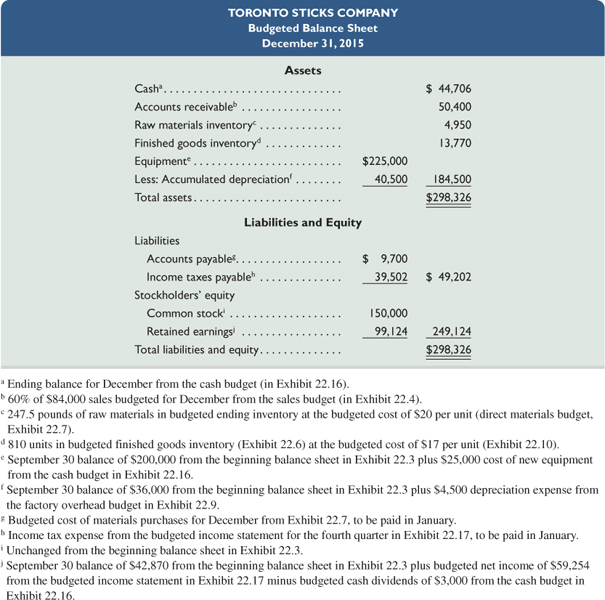 TORONTO STICKS COMPANY
Budgeted Balance Sheet
December 31, 2015
Assets
Cashᵃ. . . . . . . . . . . . . . . . . . . . . . . . . . . . . . $ 44,706
Accounts receivableᵇ . . . . . . . . . . . . . . . . . 50,400
Raw materials inventoryᶜ . . . . . . . . . . . . . . 4,950
Finished goods inventoryᵈ . . . . . . . . . . . . . 13,770
Equipmentᵉ . . . . . . . . . . . . . . . . . . . . . . . . . $225,000
Less: Accumulated depreciationᶠ . . . . . . . . 40,500 184,500
Total assets . . . . . . . . . . . . . . . . . . . . . . . . . $298,326
Liabilities and Equity
Liabilities
Accounts payableᵍ. . . . . . . . . . . . . . . . . . $ 9,700
Income taxes payableʰ . . . . . . . . . . . . . . 39,502 $ 49,202
Stockholders' equity
Common stockⁱ . . . . . . . . . . . . . . . . . . . 150,000
Retained earningsʲ . . . . . . . . . . . . . . . . . 99,124 249,124
Total liabilities and equity. . . . . . . . . . . . . . $298,326
ᵃ Ending balance for December from the cash budget (in Exhibit 22.16).
ᵇ 60% of $84,000 sales budgeted for December from the sales budget (in Exhibit 22.4).
ᶜ 247.5 pounds of raw materials in budgeted ending inventory at the budgeted cost of $20 per unit (direct materials budget,
Exhibit 22.7).
ᵈ 810 units in budgeted finished goods inventory (Exhibit 22.6) at the budgeted cost of $17 per unit (Exhibit 22.10).
ᵉ September 30 balance of $200,000 from the beginning balance sheet in Exhibit 22.3 plus $25,000 cost of new equipment
from the cash budget in Exhibit 22.16.
ᶠ September 30 balance of $36,000 from the beginning balance sheet in Exhibit 22.3 plus $4,500 depreciation expense from
the factory overhead budget in Exhibit 22.9.
ᵍ Budgeted cost of materials purchases for December from Exhibit 22.7, to be paid in January.
ʰ Income tax expense from the budgeted income statement for the fourth quarter in Exhibit 22.17, to be paid in January.
ⁱ Unchanged from the beginning balance sheet in Exhibit 22.3.
ʲ September 30 balance of $42,870 from the beginning balance sheet in Exhibit 22.3 plus budgeted net income of $59,254
from the budgeted income statement in Exhibit 22.17 minus budgeted cash dividends of $3,000 from the cash budget in
Exhibit 22.16.